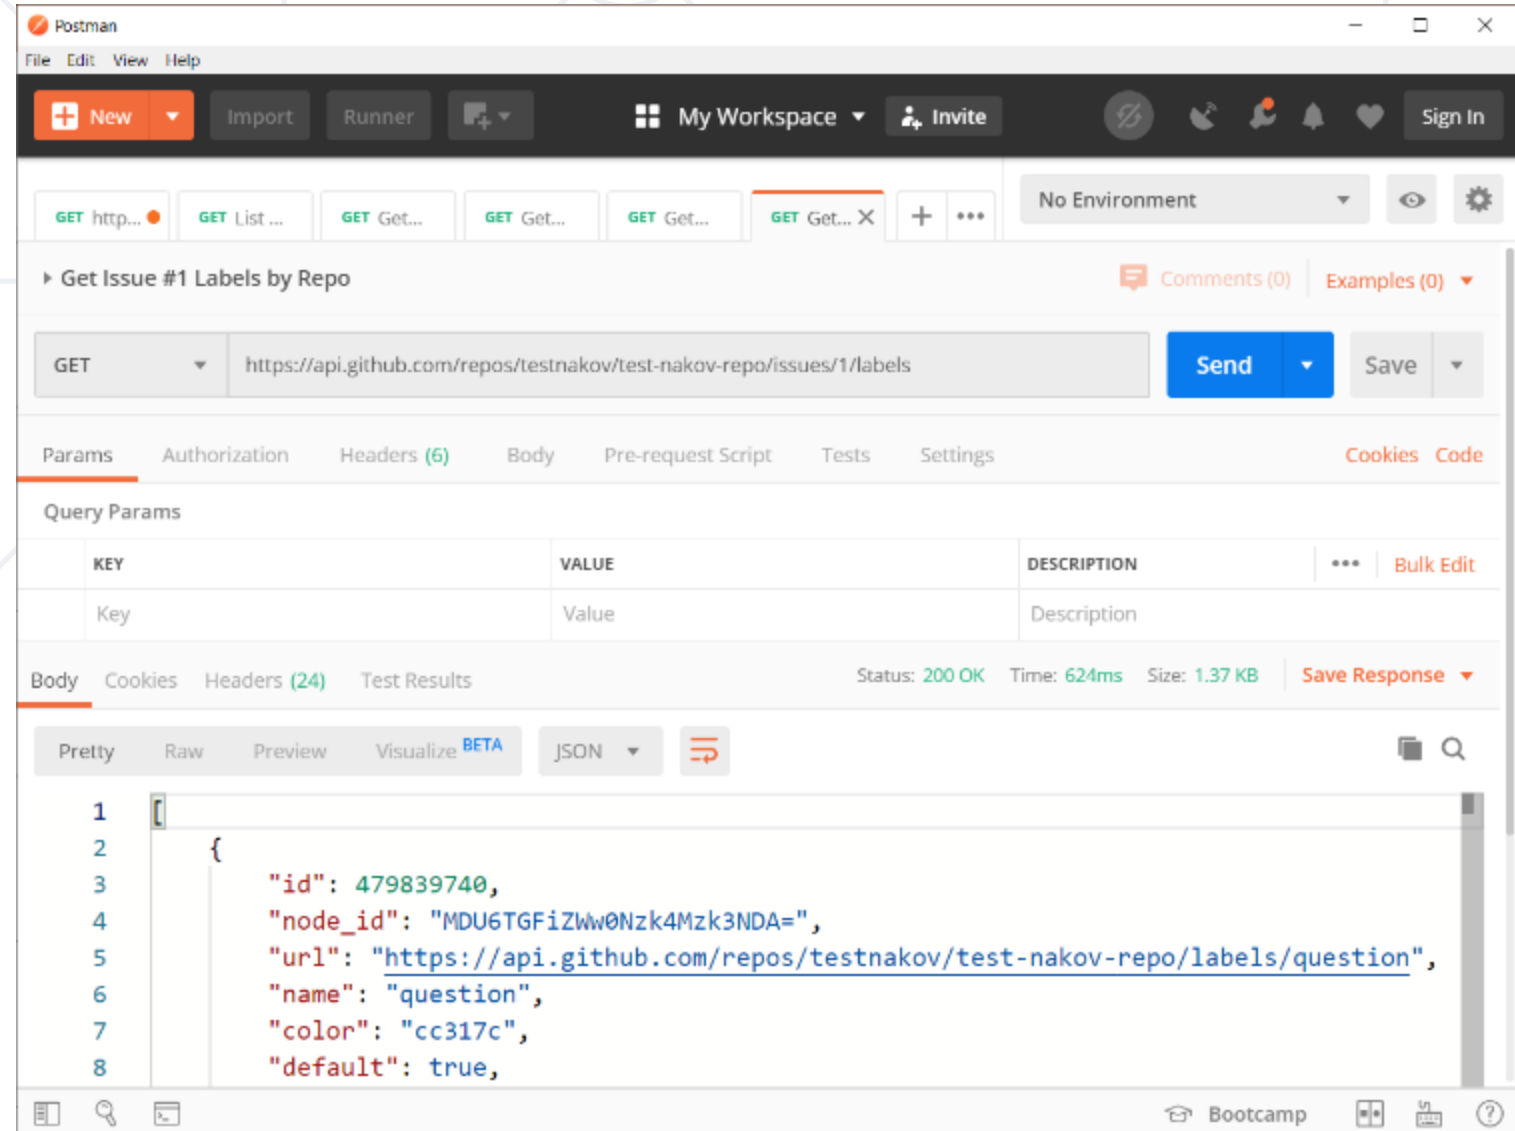 Postman
File Edit View Help
New Import Runner My Workspace Invite Sign In
GET http... GET List ... GET Get... GET Get... GET Get... GET Get... No Environment
Get Issue #1 Labels by Repo Comments (0) Examples (0)
GET https://api.github.com/repos/testnakov/test-nakov-repo/issues/1/labels Send Save
Params Authorization Headers (6) Body Pre-request Script Tests Settings Cookies Code
Query Params
KEY VALUE DESCRIPTION Bulk Edit
Key Value Description
Body Cookies Headers (24) Test Results Status: 200 OK Time: 624ms Size: 1.37 KB Save Response
Pretty Raw Preview Visualize BETA JSON
1 [
2 {
3 "id": 479839740,
4 "node_id": "MDU6TGFiZWw0Nzk4Mzk3NDA=",
5 "url": "https://api.github.com/repos/testnakov/test-nakov-repo/labels/question",
6 "name": "question",
7 "color": "cc317c",
8 "default": true,
Bootcamp